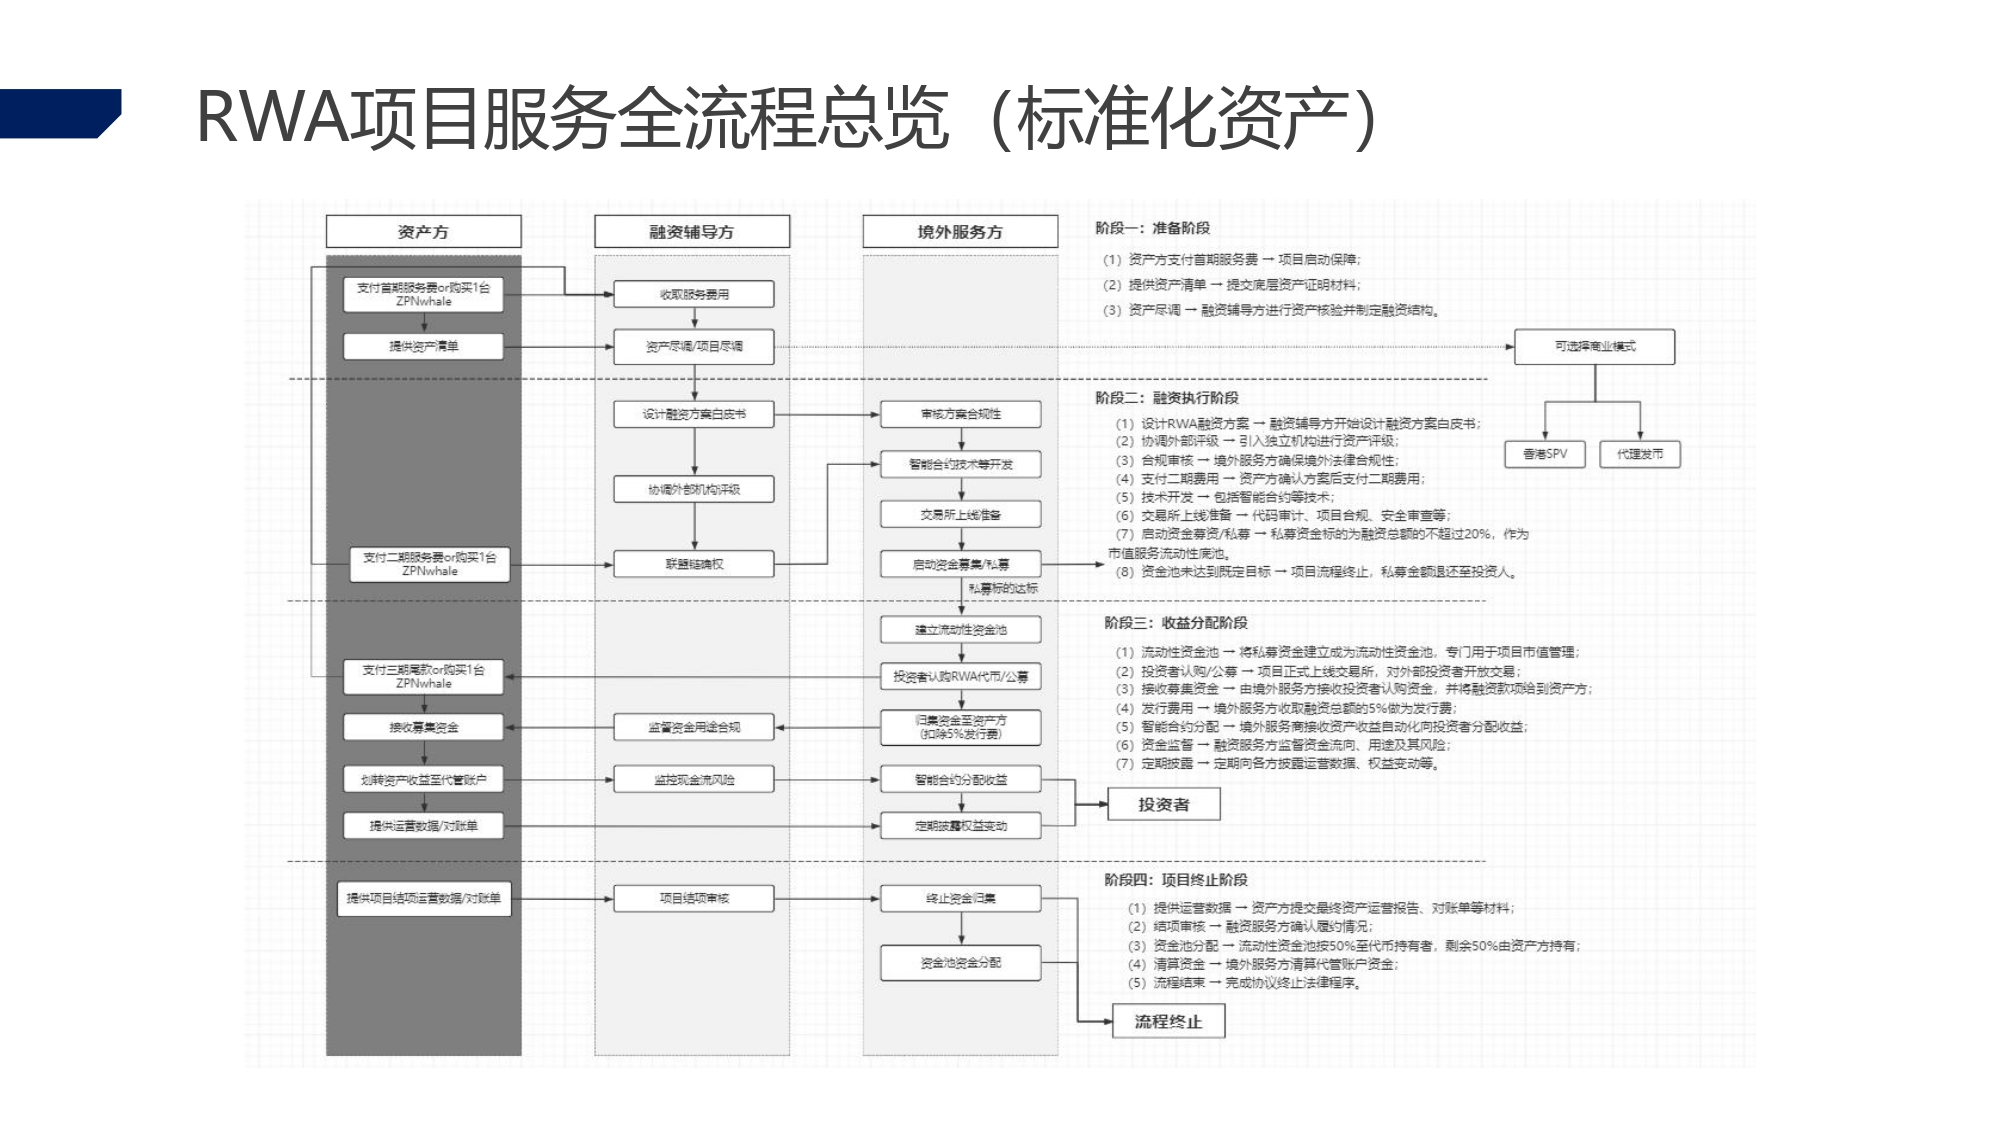 RWA项目服务全流程总览（标准化资产）
资产方
融资辅导方
境外服务方
支付首期服务费or购买1台
ZPNwhale
收取服务费用
提供资产清单
资产尽调/项目尽调
可选择商业模式
香港SPV
代理发币
设计融资方案白皮书
审核方案合规性
智能合约技术等开发
协调外部机构评级
交易所上线准备
支付二期服务费or购买1台
ZPNwhale
联盟链确权
启动资金募集/私募
私募标的达标
建立流动性资金池
支付三期尾款or购买1台
ZPNwhale
投资者认购RWA代币/公募
接收募集资金
监督资金用途合规
归集资金至资产方
（扣除5%发行费）
划转资产收益至代管账户
监控现金流风险
智能合约分配收益
提供运营数据/对账单
定期披露权益变动
投资者
提供项目结项运营数据/对账单
项目结项审核
终止资金归集
资金池资金分配
流程终止
阶段一：准备阶段
（1）资产方支付首期服务费 → 项目启动保障；
（2）提供资产清单 → 提交底层资产证明材料；
（3）资产尽调 → 融资辅导方进行资产核验并制定融资结构。
阶段二：融资执行阶段
（1）设计RWA融资方案 → 融资辅导方开始设计融资方案白皮书；
（2）协调外部评级 → 引入独立机构进行资产评级；
（3）合规审核 → 境外服务方确保境外法律合规性；
（4）支付二期费用 → 资产方确认方案后支付二期费用；
（5）技术开发 → 包括智能合约等技术；
（6）交易所上线准备 → 代码审计、项目合规、安全审查等；
（7）启动资金募资/私募 → 私募资金标的为融资总额的不超过20%，作为
市值服务流动性底池。
（8）资金池未达到既定目标 → 项目流程终止，私募金额退还至投资人。
阶段三：收益分配阶段
（1）流动性资金池 → 将私募资金建立成为流动性资金池，专门用于项目市值管理；
（2）投资者认购/公募 → 项目正式上线交易所，对外部投资者开放交易；
（3）接收募集资金 → 由境外服务方接收投资者认购资金，并将融资款项给到资产方；
（4）发行费用 → 境外服务方收取融资总额的5%做为发行费；
（5）智能合约分配 → 境外服务商接收资产收益自动化向投资者分配收益；
（6）资金监督 → 融资服务方监督资金流向、用途及其风险；
（7）定期披露 → 定期向各方披露运营数据、权益变动等。
阶段四：项目终止阶段
（1）提供运营数据 → 资产方提交最终资产运营报告、对账单等材料；
（2）结项审核 → 融资服务方确认履约情况；
（3）资金池分配 → 流动性资金池按50%至代币持有者，剩余50%由资产方持有；
（4）清算资金 → 境外服务方清算代管账户资金；
（5）流程结束 → 完成协议终止法律程序。